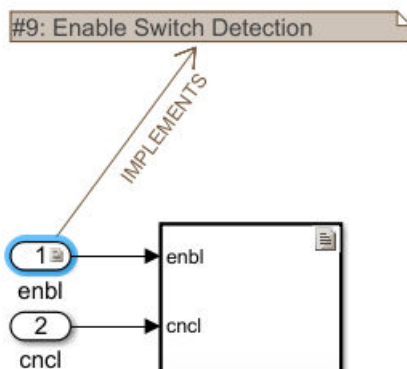 #9: Enable Switch Detection
IMPLEMENTS
1
enbl
enbl
2
cncl
cncl